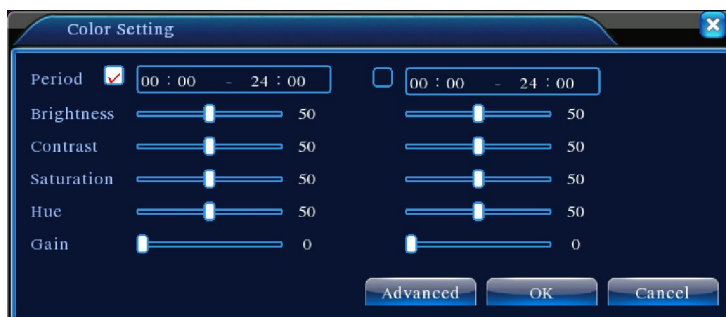 Color Setting
Period 00 : 00 - 24 : 00 00 : 00 - 24 : 00
Brightness 50 50
Contrast 50 50
Saturation 50 50
Hue 50 50
Gain 0 0
Advanced OK Cancel